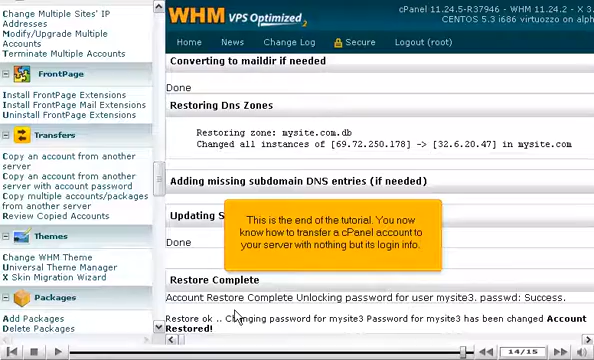 Change Multiple Sites' IP
Addresses
Modify/Upgrade Multiple
Accounts
Terminate Multiple Accounts
FrontPage
Install FrontPage Extensions
Install FrontPage Mail Extensions
Uninstall FrontPage Extensions
Transfers
Copy an account from another
server
Copy an account from another
server with account password
Copy multiple accounts/packages
from another server
Review Copied Accounts
Themes
Change WHM Theme
Universal Theme Manager
X Skin Migration Wizard
Packages
Add Packages
Delete Packages
WHM VPS Optimized 2
cPanel 11.24.5-R37946 - WHM 11.24.2 - X 3.
CENTOS 5.3 i686 virtuozzo on
Home News Change Log Secure Logout (root)
Converting to maildir if needed
Done
Restoring Dns Zones
Restoring zone: mysite.com.db
Changed all instances of [69.72.250.178] -> [32.6.20.47] in mysite.com
Adding missing subdomain DNS entries (if needed)
Updating S
Done
This is the end of the tutorial. You now
know how to transfer a cPanel account to
your server with nothing but its login info.
Restore Complete
Account Restore Complete Unlocking password for user mysite3. passwd: Success.
Restore ok .. Changing password for mysite3 Password for mysite3 has been changed Account
Restored!
14/15